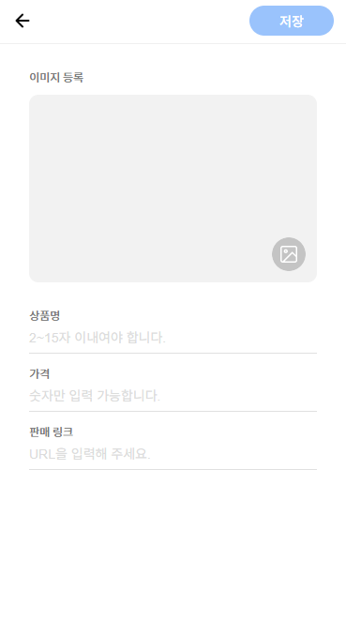 저장
이미지 등록
상품명
2~15자 이내여야 합니다.
가격
숫자만 입력 가능합니다.
판매 링크
URL을 입력해 주세요.